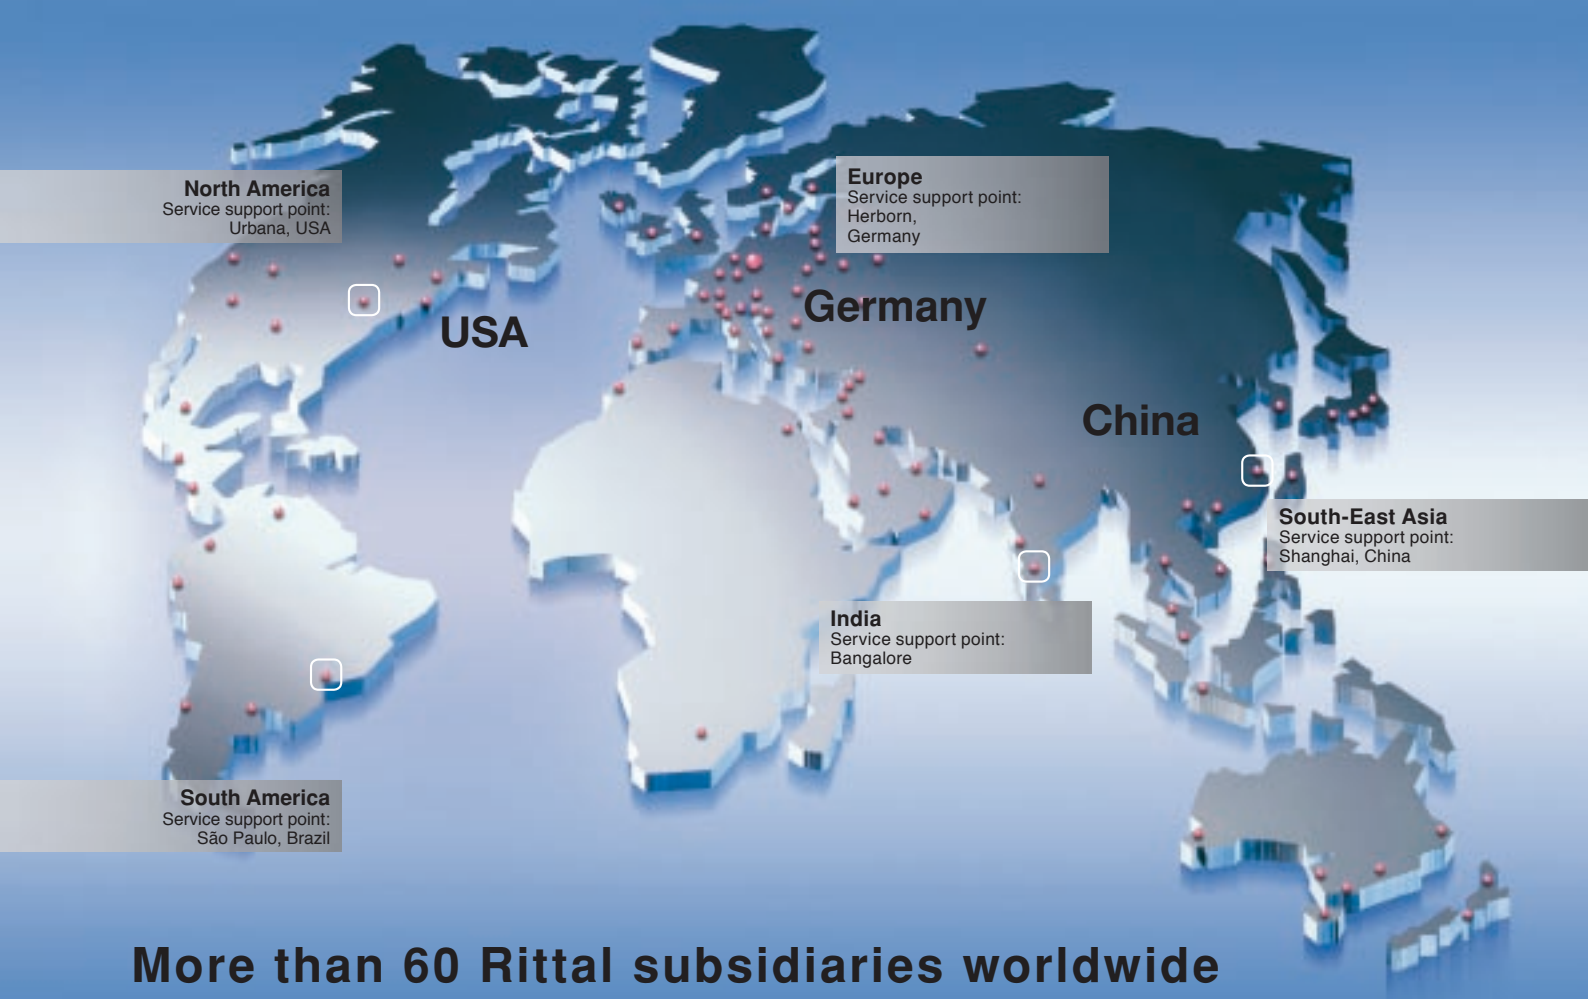 North America
Service support point:
Urbana, USA
Europe
Service support point:
Herborn,
Germany
USA
Germany
China
South-East Asia
Service support point:
Shanghai, China
India
Service support point:
Bangalore
South America
Service support point:
São Paulo, Brazil
More than 60 Rittal subsidiaries worldwide